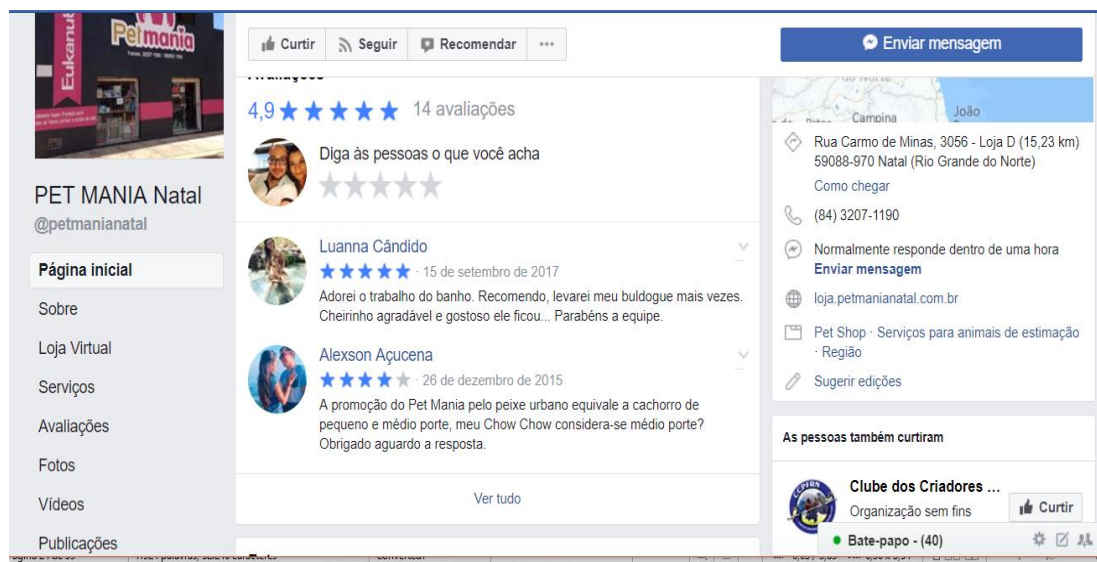 Eukanuba
Pet mania
Curtir
Seguir
Recomendar
Enviar mensagem
PET MANIA Natal
@petmanianatal
Página inicial
Sobre
Loja Virtual
Serviços
Avaliações
Fotos
Vídeos
Publicações
Avaliações
4,9 ★ ★ ★ ★ ★ 14 avaliações
Diga às pessoas o que você acha
Luanna Cândido
★★★★★ · 15 de setembro de 2017
Adorei o trabalho do banho. Recomendo, levarei meu buldogue mais vezes.
Cheirinho agradável e gostoso ele ficou... Parabéns a equipe.
Alexson Açucena
★★★★★ · 26 de dezembro de 2015
A promoção do Pet Mania pelo peixe urbano equivale a cachorro de
pequeno e médio porte, meu Chow Chow considera-se médio porte?
Obrigado aguardo a resposta.
Ver tudo
Campina
João
Rua Carmo de Minas, 3056 - Loja D (15,23 km)
59088-970 Natal (Rio Grande do Norte)
Como chegar
(84) 3207-1190
Normalmente responde dentro de uma hora
Enviar mensagem
loja.petmanianatal.com.br
Pet Shop · Serviços para animais de estimação
· Região
Sugerir edições
As pessoas também curtiram
Clube dos Criadores ...
Organização sem fins
Curtir
Bate-papo - (40)